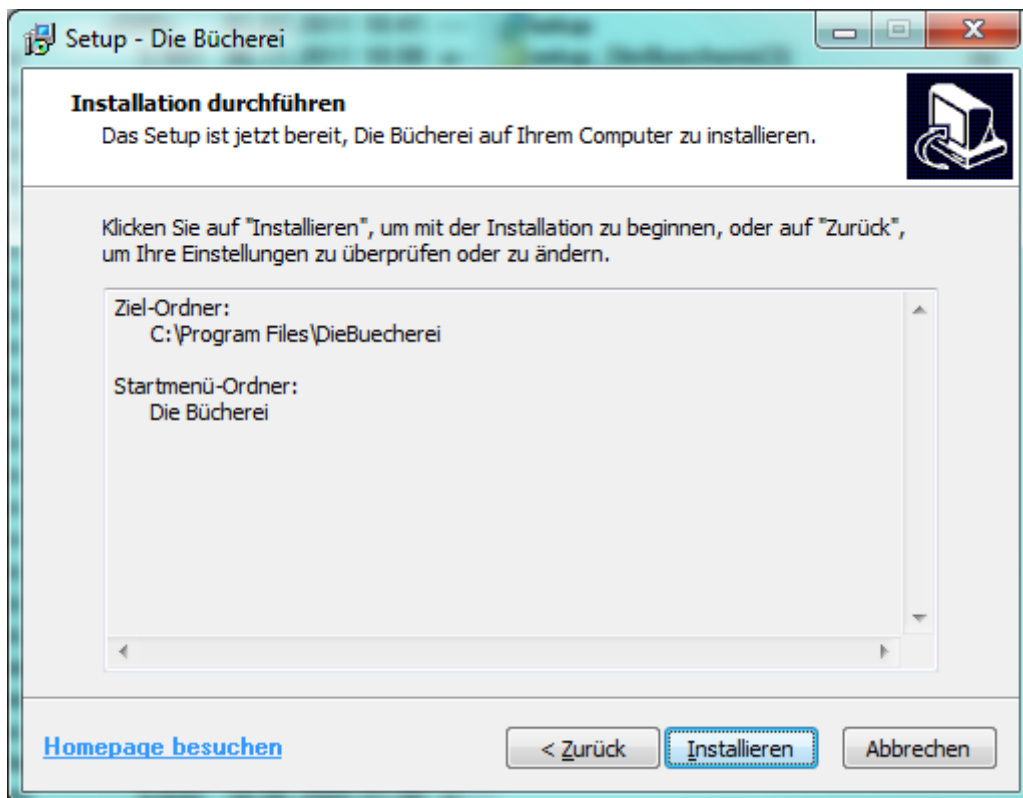 Setup - Die Bücherei
Installation durchführen
Das Setup ist jetzt bereit, Die Bücherei auf Ihrem Computer zu installieren.
Klicken Sie auf "Installieren", um mit der Installation zu beginnen, oder auf "Zurück",
um Ihre Einstellungen zu überprüfen oder zu ändern.
Ziel-Ordner:
C:\Program Files\DieBuecherei
Startmenü-Ordner:
Die Bücherei
Homepage besuchen
< Zurück
Installieren
Abbrechen